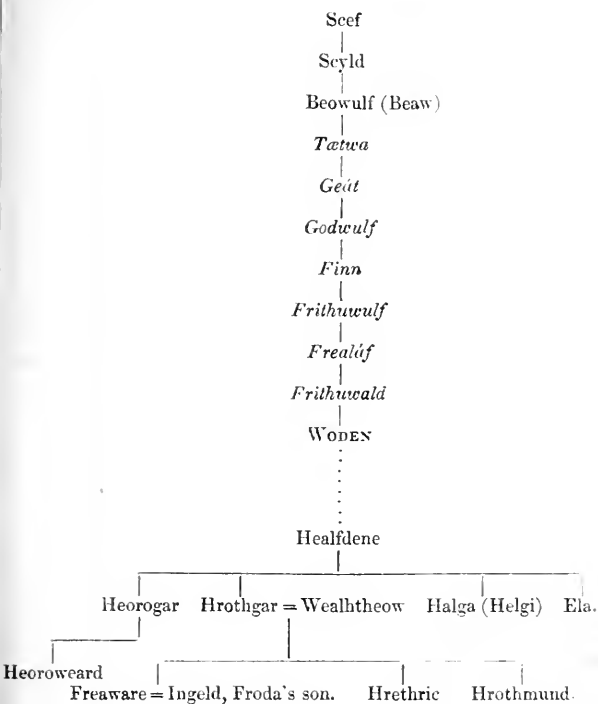 Scef
Scyld
Beowulf (Beaw)
Tætwa
Geát
Godwulf
Finn
Frithuwulf
Frealáf
Frithuwald
WODEN
Healfdene
Heorogar Hrothgar = Wealhtheow Halga (Helgi) Ela.
Heoroweard
Freaware = Ingeld, Froda's son. Hrethric Hrothmund.